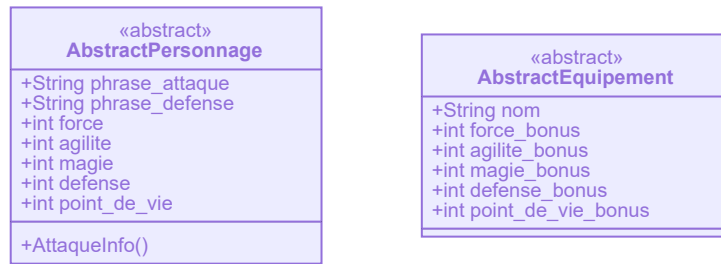 «abstract»
AbstractPersonnage
+String phrase_attaque
+String phrase_defense
+int force
+int agilite
+int magie
+int defense
+int point_de_vie
+AttaqueInfo()
«abstract»
AbstractEquipement
+String nom
+int force_bonus
+int agilite_bonus
+int magie_bonus
+int defense_bonus
+int point_de_vie_bonus